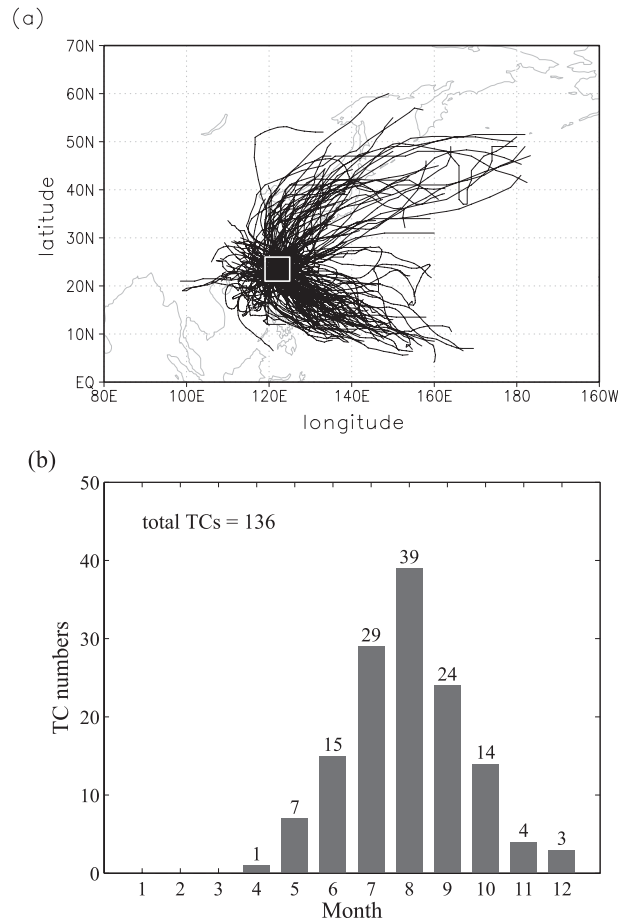 (a)
70N
60N
50N
40N
30N
20N
10N
EQ
latitude
80E 100E 120E 140E 160E 180 160W
longitude
(b)
50
40
30
20
10
0
TC numbers
total TCs = 136
1 7 15 29 39 24 14 4 3
1 2 3 4 5 6 7 8 9 10 11 12
Month